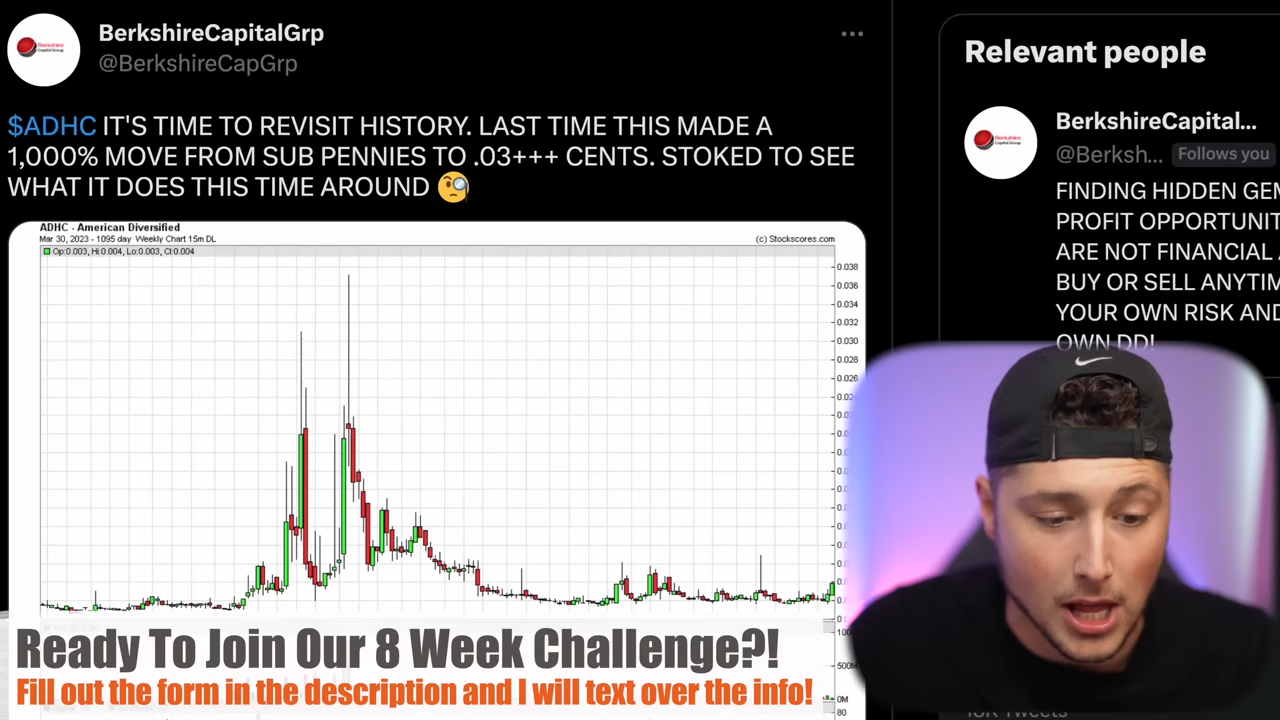 BerkshireCapitalGrp
@BerkshireCapGrp
$ADHC IT'S TIME TO REVISIT HISTORY. LAST TIME THIS MADE A
1,000% MOVE FROM SUB PENNIES TO .03+++ CENTS. STOKED TO SEE
WHAT IT DOES THIS TIME AROUND 🧐
ADHC - American Diversified
Mar 30, 2023 - 1095 day Weekly Chart 15m DL
(c) Stockscores.com
Op:0.003, Hi:0.004, Lo:0.003, Cl:0.004
0.038
0.036
0.034
0.032
0.030
0.028
0.026
500M
0M
80
Relevant people
BerkshireCapital...
@Berksh... Follows you
FINDING HIDDEN GEM
PROFIT OPPORTUNIT
ARE NOT FINANCIAL
BUY OR SELL ANYTIM
YOUR OWN RISK AND
OWN DD!
Ready To Join Our 8 Week Challenge?!
Fill out the form in the description and I will text over the info!